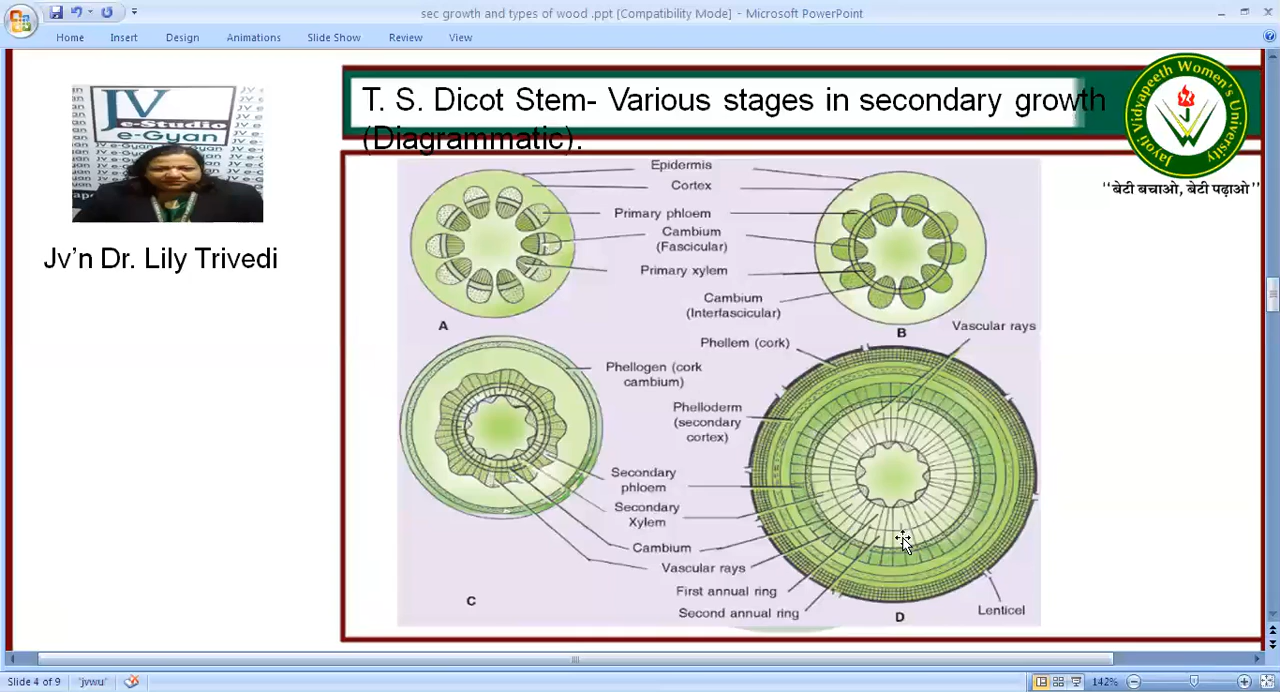 sec growth and types of wood .ppt [Compatibility Mode] - Microsoft PowerPoint
Home Insert Design Animations Slide Show Review View
JV
e-Studio
e-Gyan
Jv'n Dr. Lily Trivedi
T. S. Dicot Stem- Various stages in secondary growth
(Diagrammatic).
Jayoti Vidyapeeth Women's University
"बेटी बचाओ, बेटी पढ़ाओ"
Epidermis
Cortex
Primary phloem
Cambium
(Fascicular)
Primary xylem
Cambium
(Interfascicular)
A
B
Vascular rays
Phellem (cork)
Phellogen (cork
cambium)
Phelloderm
(secondary
cortex)
Secondary
phloem
Secondary
Xylem
Cambium
Vascular rays
First annual ring
Second annual ring
C
D
Lenticel
Slide 4 of 9 "jvwu" 142%